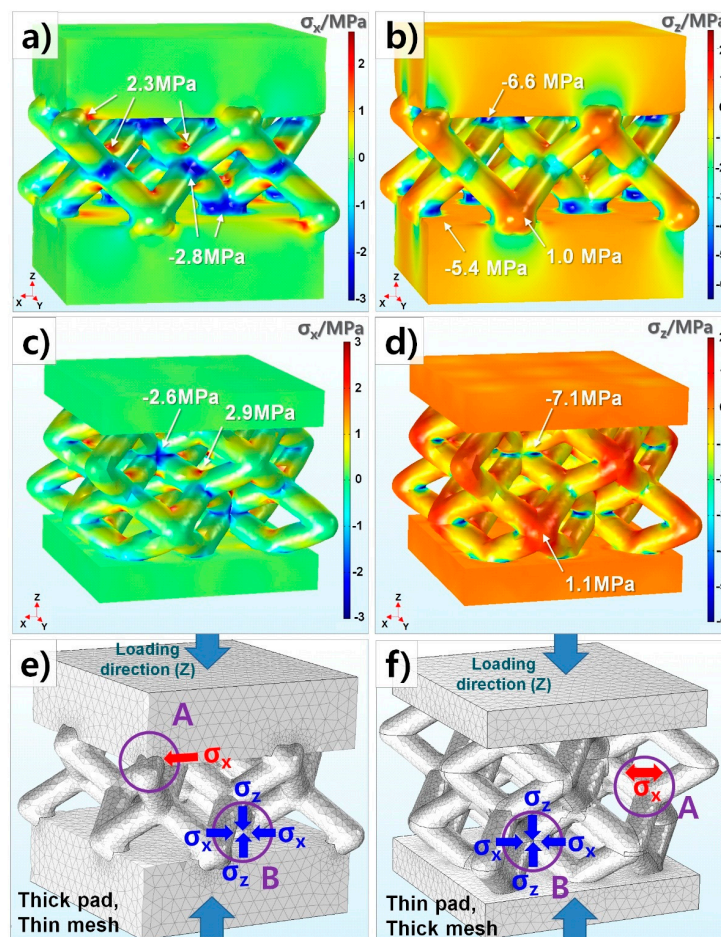 a)
σx/MPa
2.3MPa
-2.8MPa
2
1
0
-1
-2
-3
Z
X Y
b)
σz/MPa
-6.6 MPa
-5.4 MPa
1.0 MPa
Z
X Y
c)
σx/MPa
-2.6MPa
2.9MPa
3
2
1
0
-1
-2
-3
Z
X Y
d)
σz/MPa
-7.1MPa
1.1MPa
Z
X Y
e)
Loading
direction (Z)
A
σx
σz
σx σx
σz
B
Thick pad,
Thin mesh
f)
Loading
direction (Z)
σx
A
σz
σx σx
σz
B
Thin pad,
Thick mesh